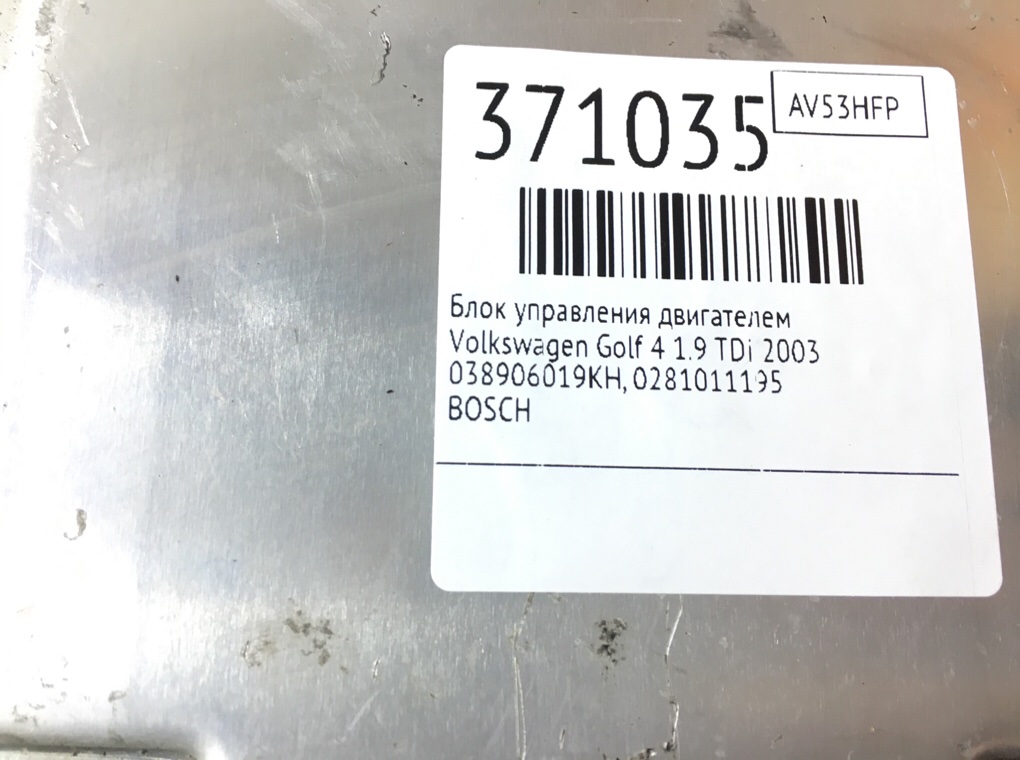 371035
AV53HFP
Блок управления двигателем
Volkswagen Golf 4 1.9 TDi 2003
038906019KH, 0281011195
BOSCH